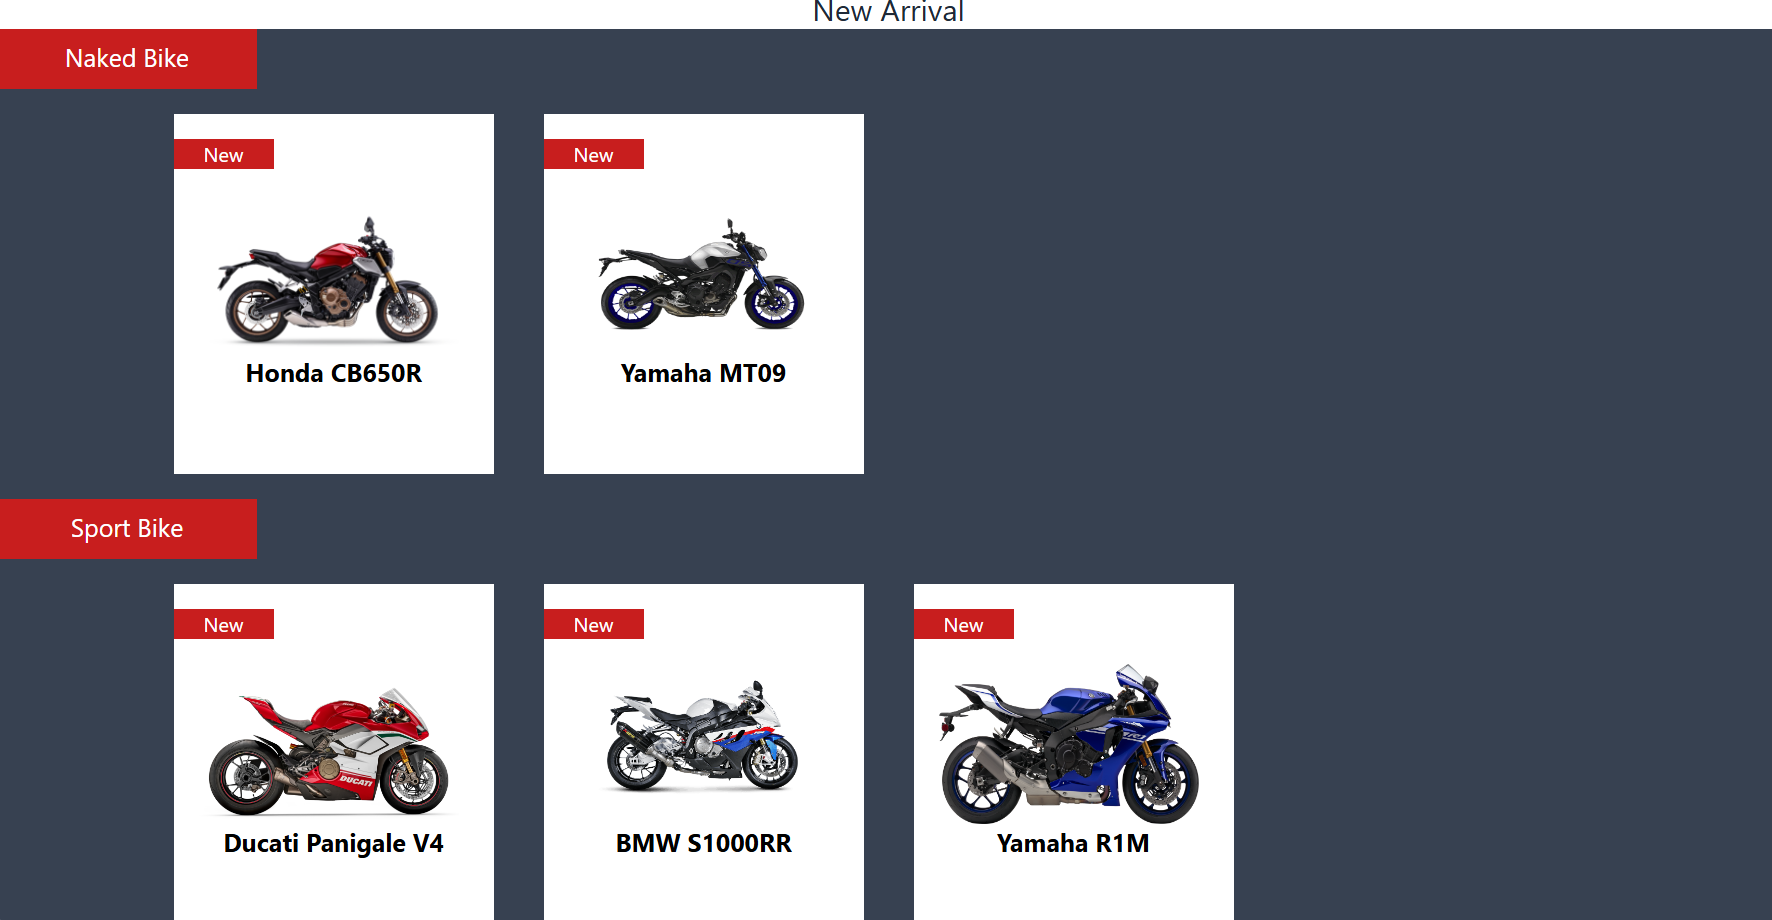 New Arrival
Naked Bike
New
New
Honda CB650R
Yamaha MT09
Sport Bike
New
New
New
DUCATI
R1
Ducati Panigale V4
BMW S1000RR
Yamaha R1M